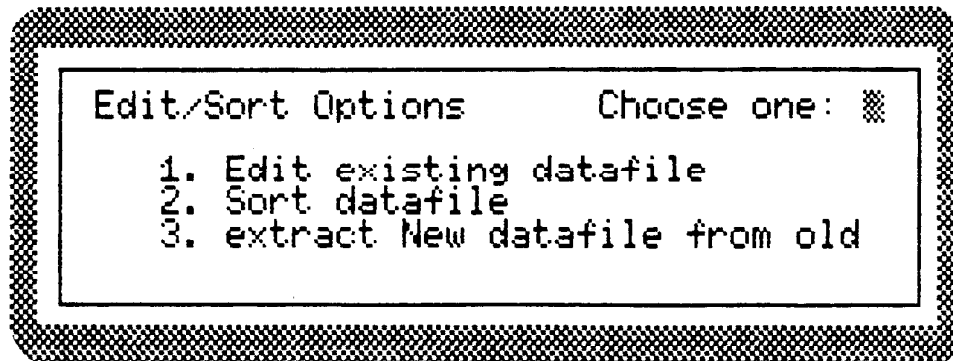 Edit/Sort Options Choose one:
1. Edit existing datafile
2. Sort datafile
3. extract New datafile from old